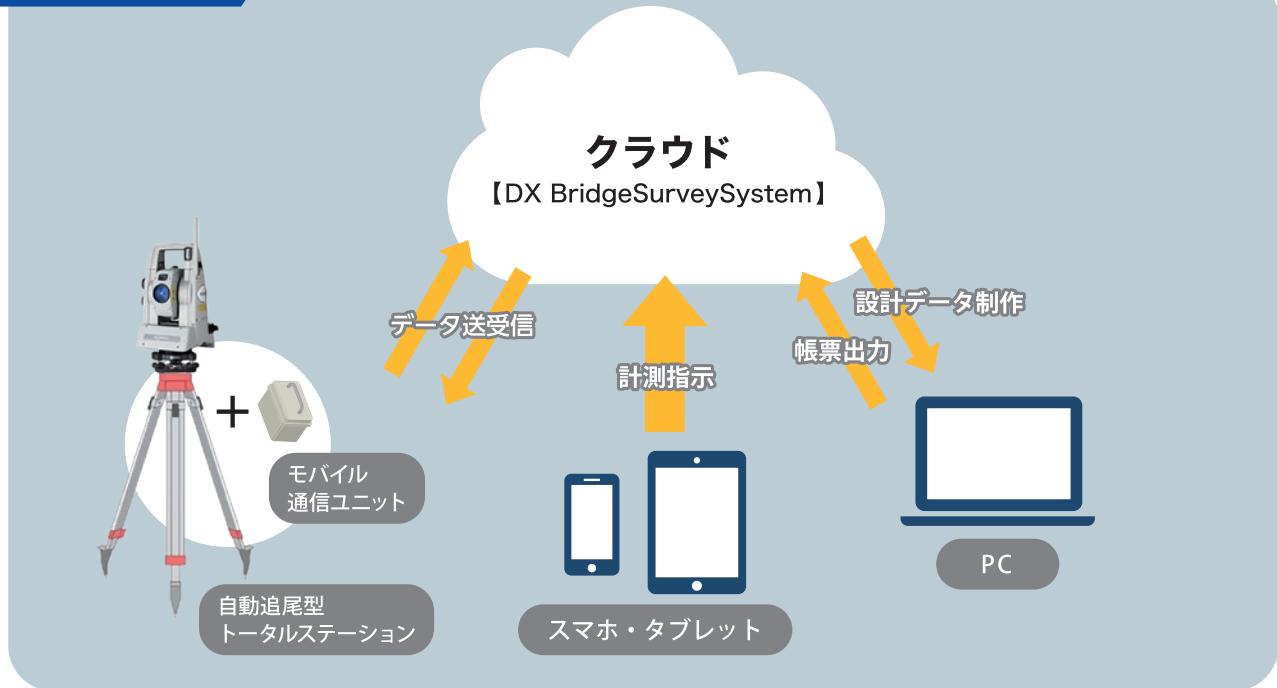 クラウド
【DX BridgeSurveySystem】
データ送受信
計測指示
設計データ制作
帳票出力
+
モバイル
通信ユニット
自動追尾型
トータルステーション
スマホ・タブレット
PC